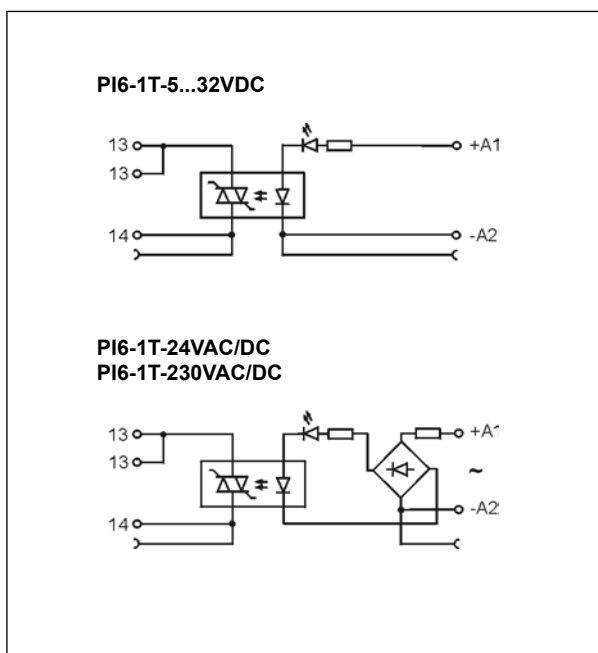 PI6-1T-5...32VDC
13
+A1
13
14
-A2
PI6-1T-24VAC/DC
PI6-1T-230VAC/DC
13
+A1
13
~
14
-A2